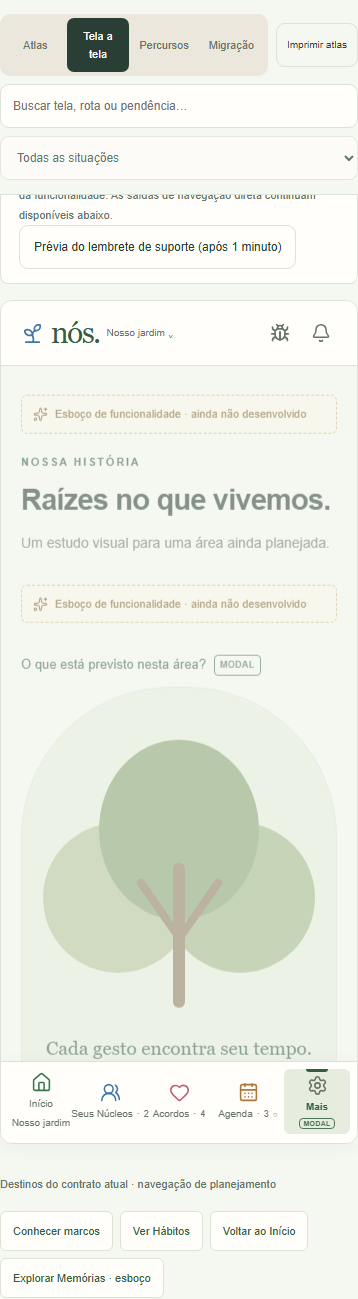 Atlas
Tela a
tela
Percursos
Migração
Imprimir atlas
Buscar tela, rota ou pendência…
Todas as situações
da funcionalidade. As saídas de navegação direta continuam
disponíveis abaixo.
Prévia do lembrete de suporte (após 1 minuto)
nós. Nosso jardim
Esboço de funcionalidade · ainda não desenvolvido
NOSSA HISTÓRIA
Raízes no que vivemos.
Um estudo visual para uma área ainda planejada.
Esboço de funcionalidade · ainda não desenvolvido
O que está previsto nesta área? MODAL
Cada gesto encontra seu tempo.
Início
Nosso jardim
Seus Núcleos · 2
Acordos · 4
Agenda · 3
Mais
MODAL
Destinos do contrato atual · navegação de planejamento
Conhecer marcos
Ver Hábitos
Voltar ao Início
Explorar Memórias · esboço